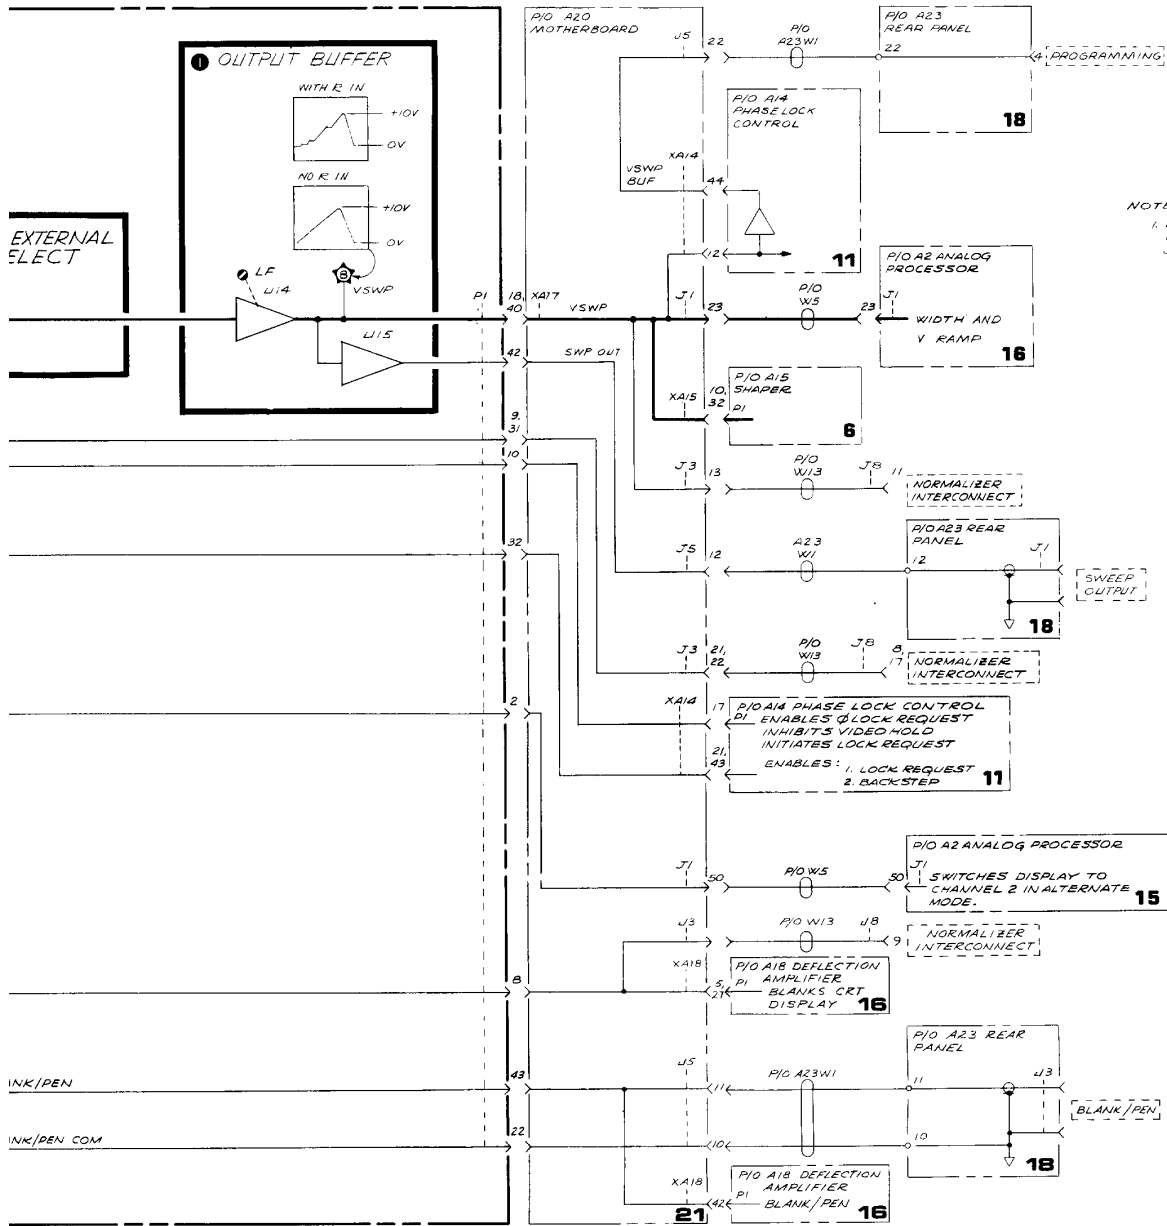 P/O A20
MOTHERBOARD
J5
22
P/O
A23W1
P/O A23
REAR PANEL
22
4
PROGRAMMING
18
1 OUTPUT BUFFER
WITH R IN
+10V
0V
NO R IN
+10V
0V
P/O A14
PHASE LOCK
CONTROL
XA14
VSWP
BUF
44
12
11
NOTE
1.
EXTERNAL
ELECT
LF
U14
8
VSWP
U15
P1
18,
40
XA17
VSWP
J1
23
P/O
W5
23
P/O A2 ANALOG
PROCESSOR
J1
WIDTH AND
V RAMP
16
42
SWP OUT
P/O A15
SHAPER
XA15
10,
32
P1
6
9,
31
10
J3
13
P/O
W13
J8
11
NORMALIZER
INTERCONNECT
32
J5
12
A23
W1
P/O A23 REAR
PANEL
12
J1
SWEEP
OUTPUT
18
J3
21,
22
P/O
W13
J8
8,
17
NORMALIZER
INTERCONNECT
2
XA14
17
P/O A14 PHASE LOCK CONTROL
P1
ENABLES ϕ LOCK REQUEST
INHIBITS VIDEO HOLD
INITIATES LOCK REQUEST
21,
43
ENABLES:
1. LOCK REQUEST
2. BACKSTEP
11
J1
50
P/O W5
50
P/O A2 ANALOG PROCESSOR
J1
SWITCHES DISPLAY TO
CHANNEL 2 IN ALTERNATE
MODE.
15
J3
P/O W13
J8
9
NORMALIZER
INTERCONNECT
8
XA18
5,
27
P/O A18 DEFLECTION
AMPLIFIER
P1
BLANKS CRT
DISPLAY
16
ANK/PEN
43
J5
11
P/O A23W1
P/O A23 REAR
PANEL
11
J3
BLANK/PEN
ANK/PEN COM
22
10
10
18
XA18
42
P/O A18 DEFLECTION
AMPLIFIER
P1
BLANK/PEN
16
21